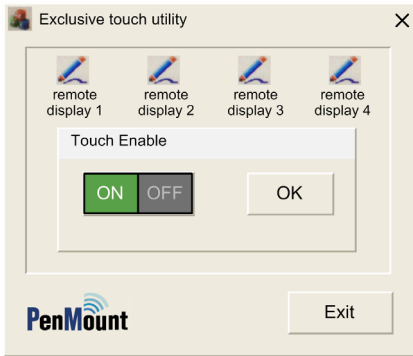 Exclusive touch utility
remote display 1
remote display 2
remote display 3
remote display 4
Touch Enable
ON OFF
OK
PenMount
Exit